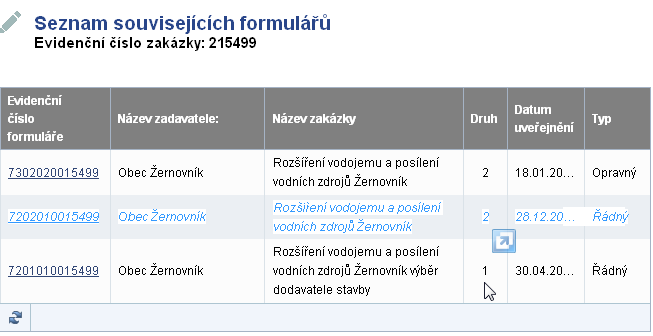 Seznam souvisejících formulářů
Evidenční číslo zakázky: 215499
Evidenční
číslo
formuláře
Název zadavatele:
Název zakázky
Druh
Datum
uveřejnění
Typ
7302020015499
Obec Žernovník
Rozšíření vodojemu a posílení
vodních zdrojů Žernovník
2
18.01.20...
Opravný
7202010015499
Obec Žernovník
Rozšíření vodojemu a posílení
vodních zdrojů Žernovník
2
28.12.20...
Řádný
7201010015499
Obec Žernovník
Rozšíření vodojemu a posílení
vodních zdrojů Žernovník výběr
dodavatele stavby
1
30.04.20...
Řádný